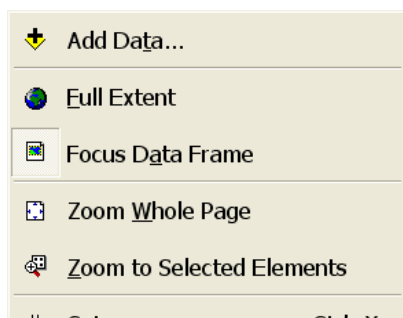 Add Data...
Full Extent
Focus Data Frame
Zoom Whole Page
Zoom to Selected Elements